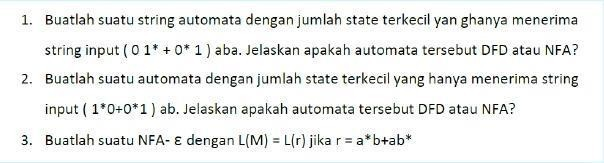 1. Buatlah suatu string automata dengan jumlah state terkecil yan ghanya menerima
string input ( 0 1* + 0* 1 ) aba. Jelaskan apakah automata tersebut DFD atau NFA?
2. Buatlah suatu automata dengan jumlah state terkecil yang hanya menerima string
input ( 1*0+0*1 ) ab. Jelaskan apakah automata tersebut DFD atau NFA?
3. Buatlah suatu NFA- ε dengan L(M) = L(r) jika r = a*b+ab*